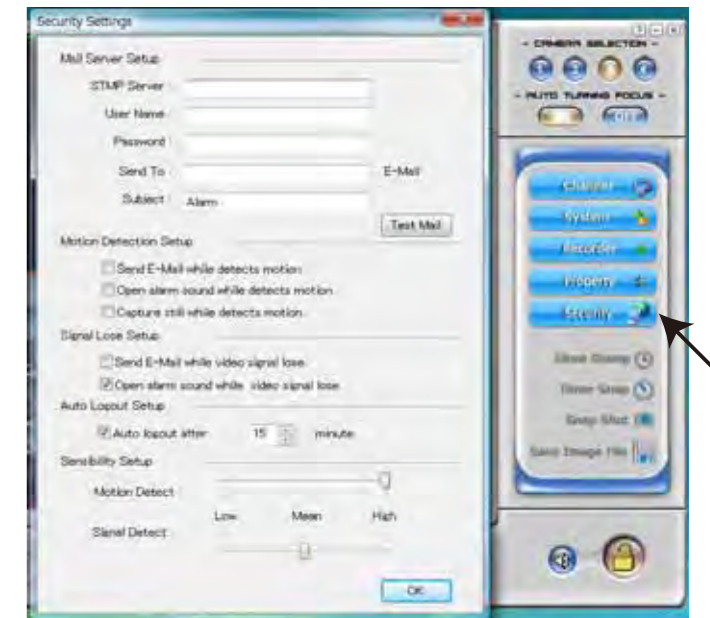 Security Settings
Mail Server Setup
STMP Server
User Name
Password
Send To
E-Mail
Subject
Alarm
Test Mail
Motion Detection Setup
Send E-Mail while detects motion
Open alarm sound while detects motion
Capture still while detects motion
Signal Lose Setup
Send E-Mail while video signal lose
Open alarm sound while video signal lose
Auto Logout Setup
Auto logout after 15 minute
Sensibility Setup
Motion Detect
Low Mean High
Signal Detect
OK
- CAMERA SELECTION -
- AUTO TURNING FOCUS -
Channel
System
Recorder
Property
Security
Snap Shot
Save Image File